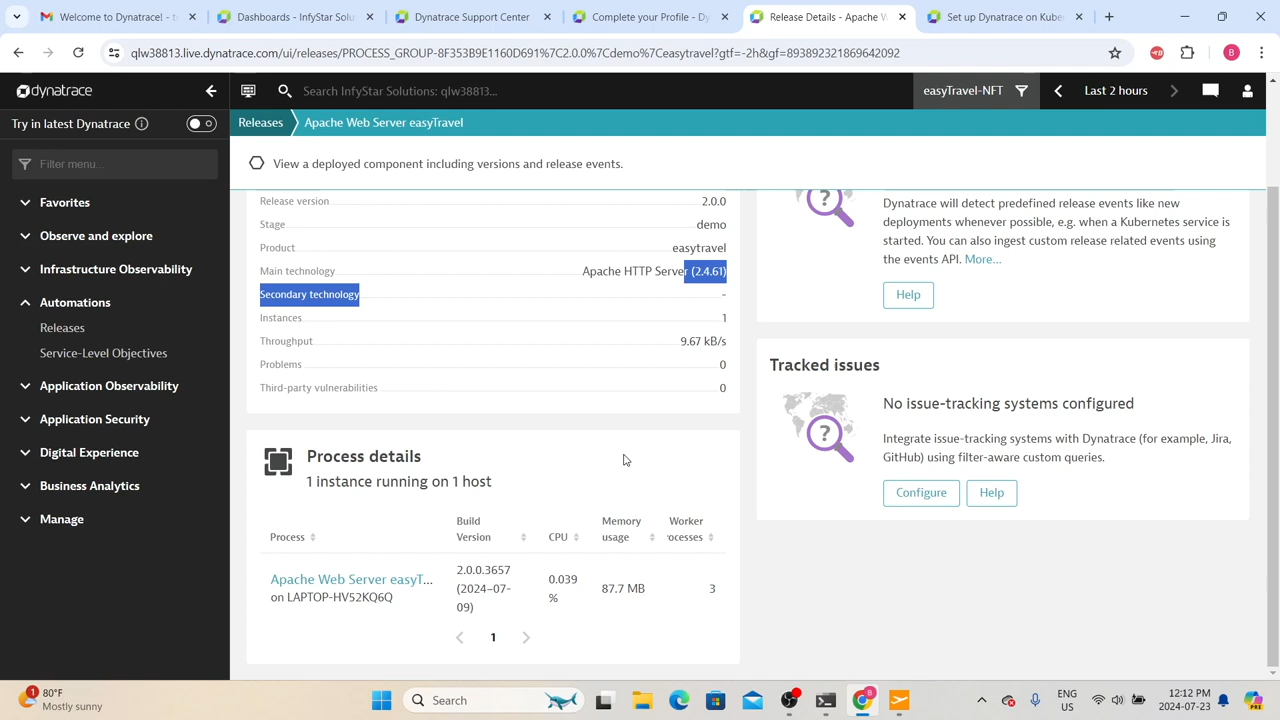 Welcome to Dynatrace! - t
Dashboards - InfyStar Solu
Dynatrace Support Center
Complete your Profile - Dy
Release Details - Apache W
Set up Dynatrace on Kube
qlw38813.live.dynatrace.com/ui/releases/PROCESS_GROUP-8F353B9E1160D691%7C2.0.0%7Cdemo%7Ceasytravel?gtf=-2h&gf=893892321869642092
B
dynatrace
Search InfyStar Solutions: qlw38813...
easyTravel-NFT
Last 2 hours
Try in latest Dynatrace
Releases
Apache Web Server easyTravel
Filter menu...
View a deployed component including versions and release events.
Favorites
Observe and explore
Infrastructure Observability
Automations
Releases
Service-Level Objectives
Application Observability
Application Security
Digital Experience
Business Analytics
Manage
Release version 2.0.0
Stage demo
Product easytravel
Main technology Apache HTTP Server (2.4.61)
Secondary technology -
Instances 1
Throughput 9.67 kB/s
Problems 0
Third-party vulnerabilities 0
Process details
1 instance running on 1 host
Process
Build Version
CPU
Memory usage
Worker rocesses
Apache Web Server easyT...
on LAPTOP-HV52KQ6Q
2.0.0.3657
(2024-07-
09)
0.039
%
87.7 MB
3
1
Dynatrace will detect predefined release events like new
deployments whenever possible, e.g. when a Kubernetes service is
started. You can also ingest custom release related events using
the events API. More...
Help
Tracked issues
No issue-tracking systems configured
Integrate issue-tracking systems with Dynatrace (for example, Jira,
GitHub) using filter-aware custom queries.
Configure
Help
1
80°F
Mostly sunny
Search
B
ENG
US
12:12 PM
2024-07-23